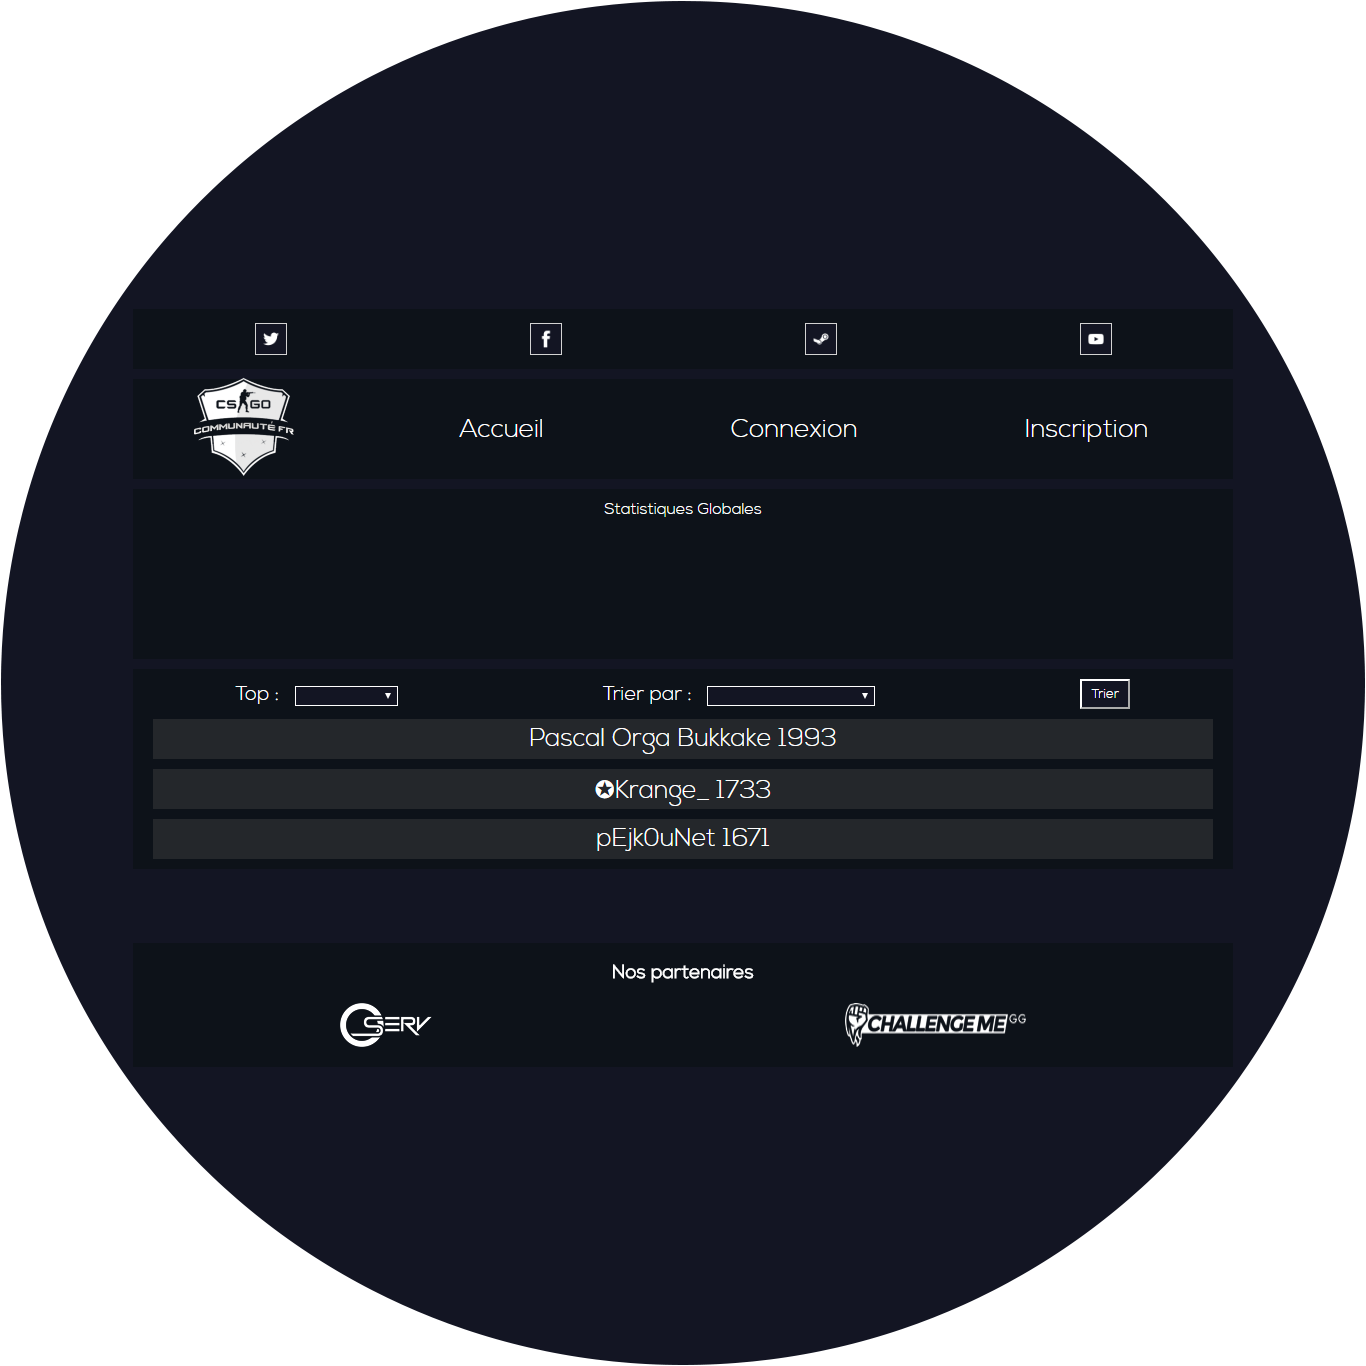 CS GO
COMMUNAUTÉ FR
Accueil
Connexion
Inscription
Statistiques Globales
Top :
Trier par :
Trier
Pascal Orga Bukkake 1993
✪Krange_ 1733
pEjk0uNet 1671
Nos partenaires
SERV
CHALLENGE ME GG